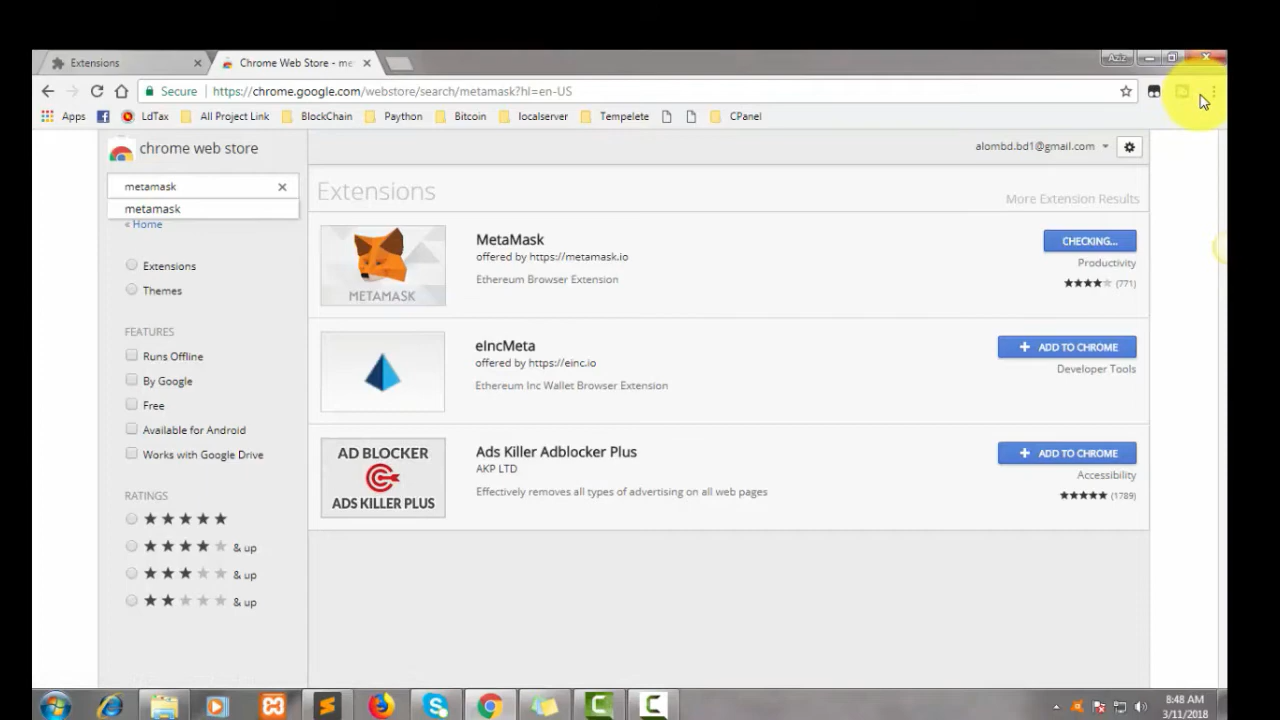 Extensions
Chrome Web Store - me
Aziz
Secure
https://chrome.google.com/webstore/search/metamask?hl=en-US
Apps
LdTax
All Project Link
BlockChain
Paython
Bitcoin
localserver
Tempelete
CPanel
chrome web store
alombd.bd1@gmail.com
metamask
metamask
« Home
Extensions
Themes
FEATURES
Runs Offline
By Google
Free
Available for Android
Works with Google Drive
RATINGS
& up
& up
& up
Extensions
More Extension Results
METAMASK
MetaMask
offered by https://metamask.io
Ethereum Browser Extension
CHECKING...
Productivity
(771)
eIncMeta
offered by https://einc.io
Ethereum Inc Wallet Browser Extension
ADD TO CHROME
Developer Tools
AD BLOCKER
ADS KILLER PLUS
Ads Killer Adblocker Plus
AKP LTD
Effectively removes all types of advertising on all web pages
ADD TO CHROME
Accessibility
(1789)
8:48 AM
3/11/2018